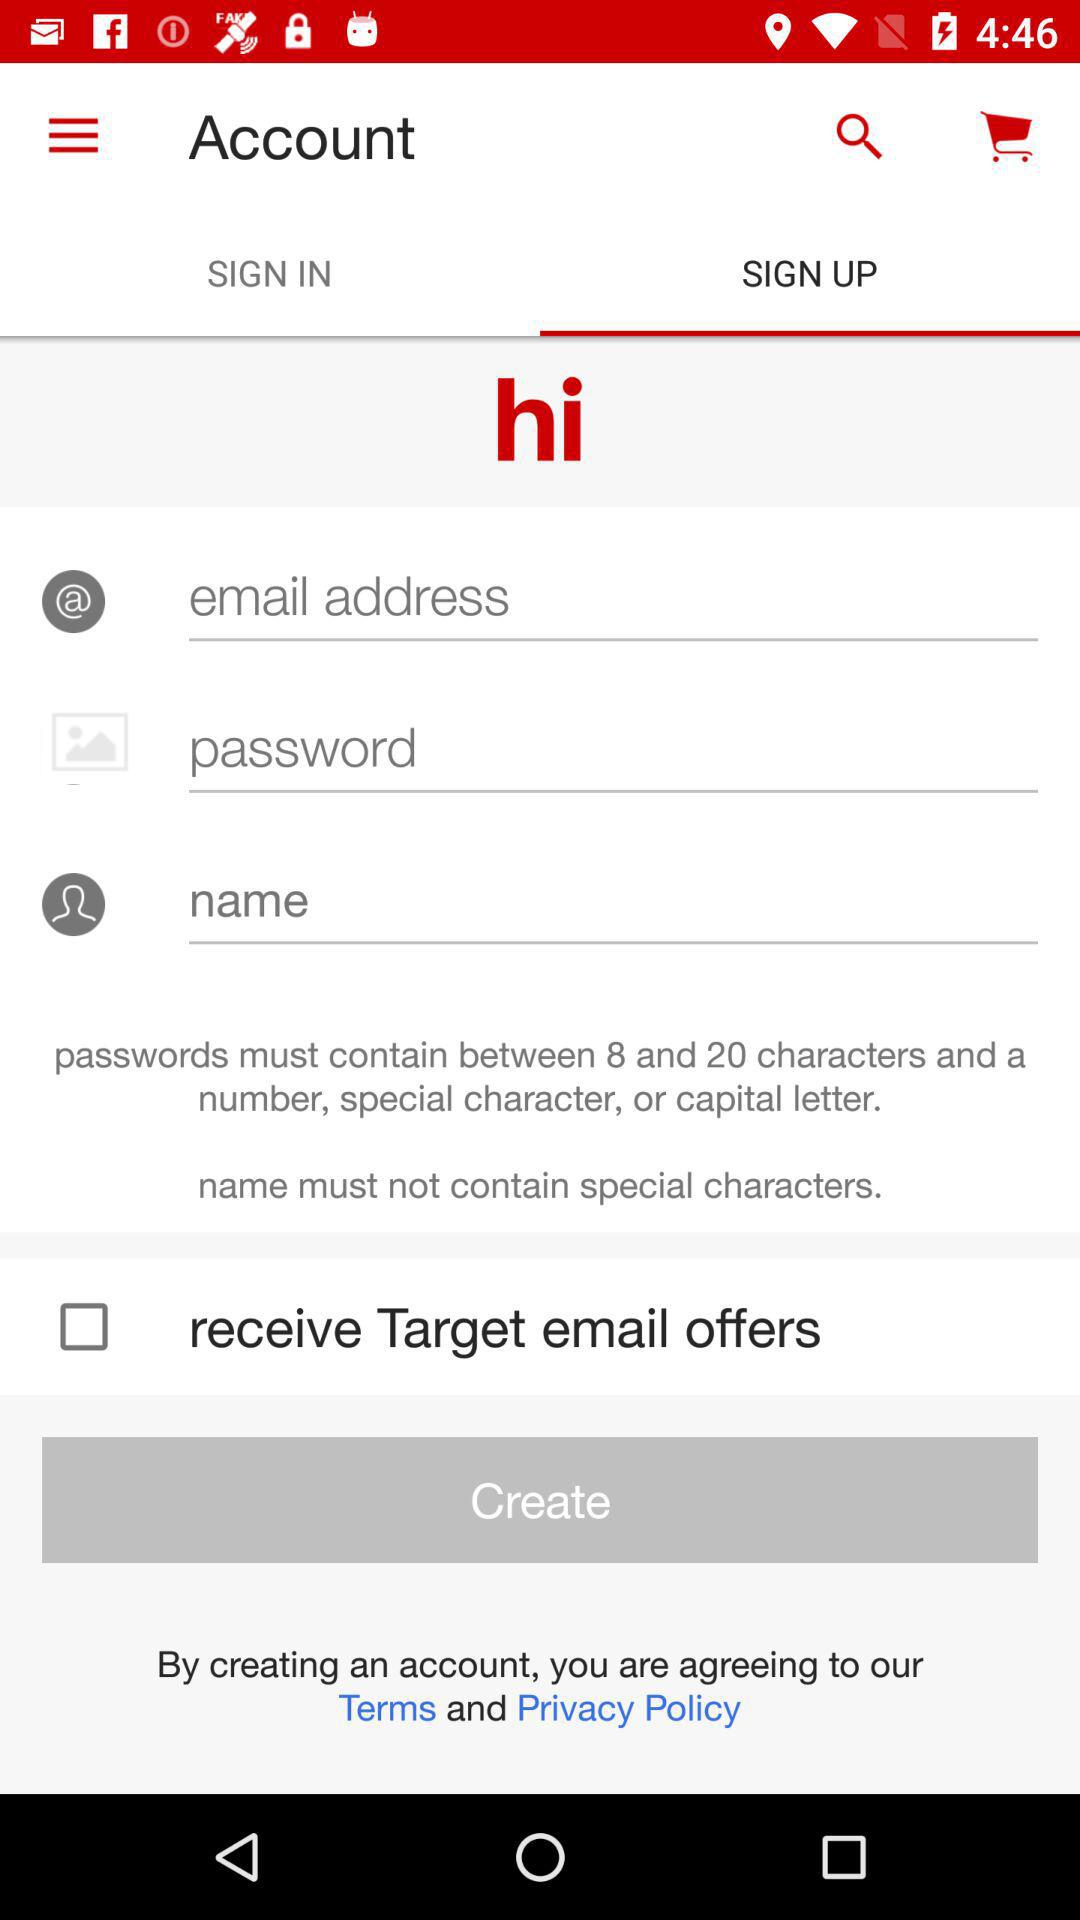 FAKE
4:46
Account
SIGN IN
SIGN UP
hi
@ email address
password
name
passwords must contain between 8 and 20 characters and a
number, special character, or capital letter.
name must not contain special characters.
receive Target email offers
Create
By creating an account, you are agreeing to our
Terms and Privacy Policy